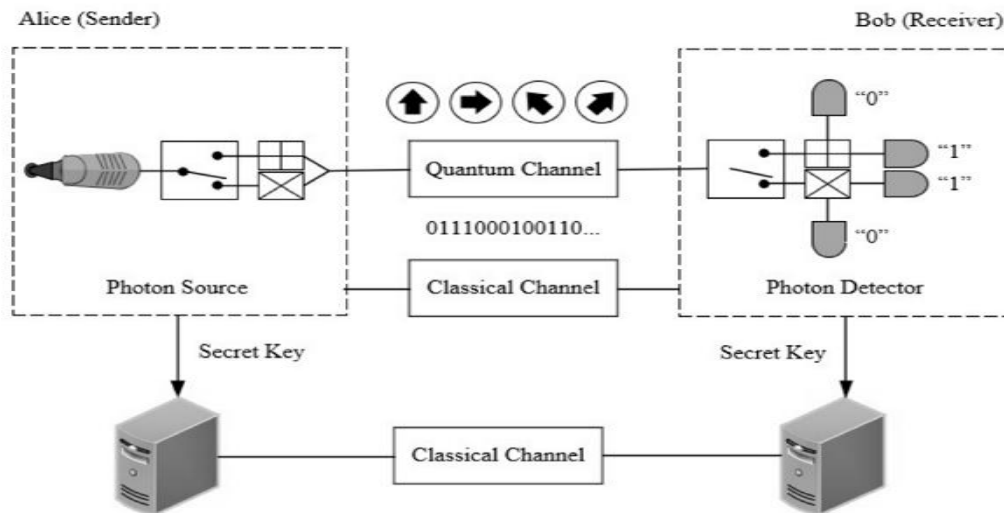 Alice (Sender)
Bob (Receiver)
“0”
“1”
“1”
“0”
Quantum Channel
0111000100110...
Classical Channel
Photon Source
Photon Detector
Secret Key
Secret Key
Classical Channel